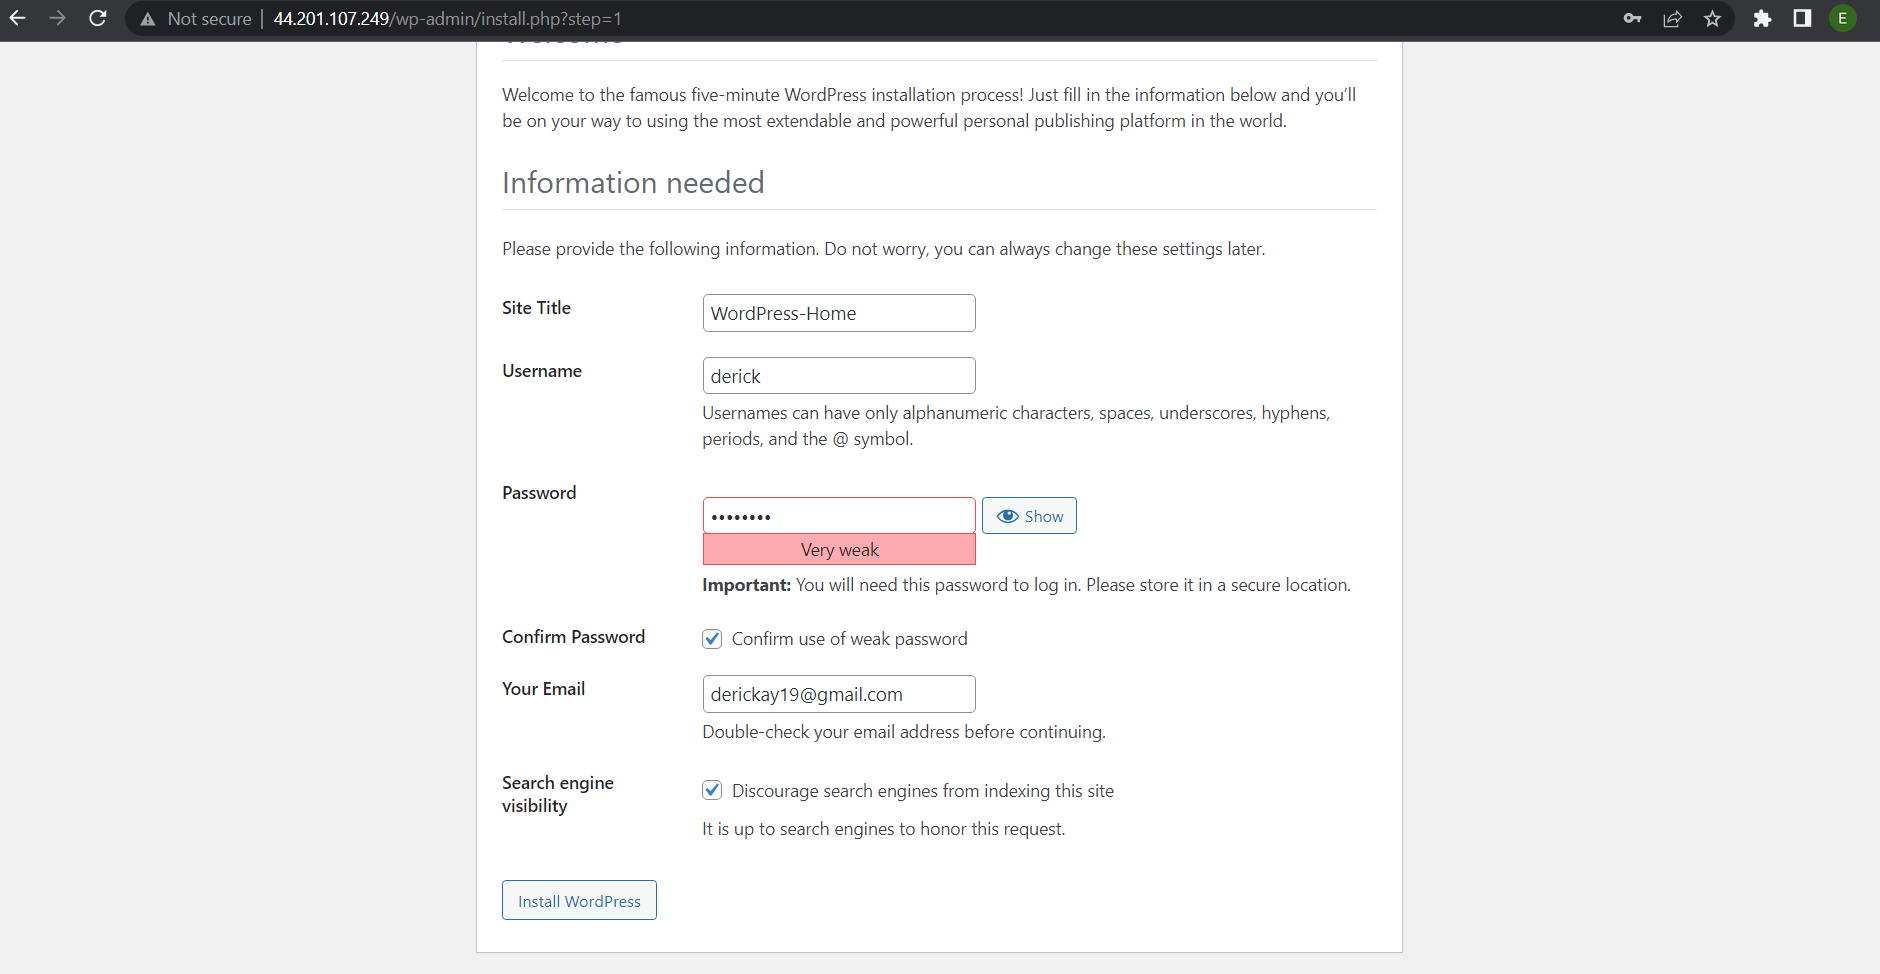 Not secure | 44.201.107.249/wp-admin/install.php?step=1
E
Welcome to the famous five-minute WordPress installation process! Just fill in the information below and you'll
be on your way to using the most extendable and powerful personal publishing platform in the world.
Information needed
Please provide the following information. Do not worry, you can always change these settings later.
Site Title
WordPress-Home
Username
derick
Usernames can have only alphanumeric characters, spaces, underscores, hyphens,
periods, and the @ symbol.
Password
••••••••
Show
Very weak
Important: You will need this password to log in. Please store it in a secure location.
Confirm Password
Confirm use of weak password
Your Email
derickay19@gmail.com
Double-check your email address before continuing.
Search engine
visibility
Discourage search engines from indexing this site
It is up to search engines to honor this request.
Install WordPress